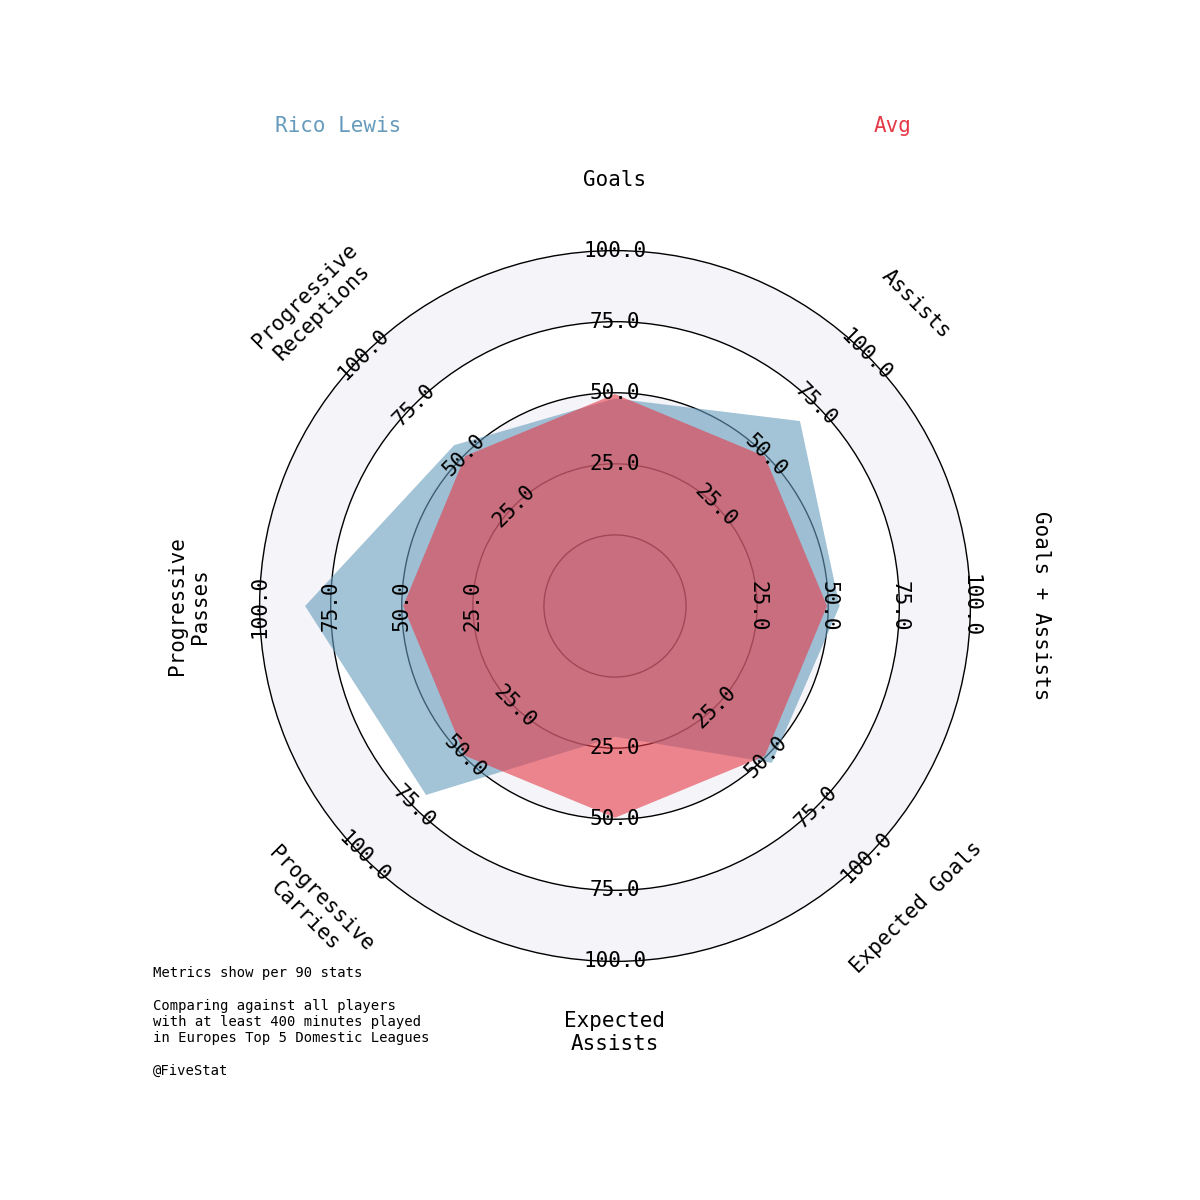 Rico Lewis
Avg
Goals
Assists
Goals + Assists
Expected Goals
Expected
Assists
Progressive
Carries
Progressive
Passes
Progressive
Receptions
100.0
75.0
50.0
25.0
100.0
75.0
50.0
25.0
100.0
75.0
50.0
25.0
100.0
75.0
50.0
25.0
25.0
50.0
75.0
100.0
25.0
50.0
75.0
100.0
100.0
75.0
50.0
25.0
100.0
75.0
50.0
25.0
Metrics show per 90 stats
Comparing against all players
with at least 400 minutes played
in Europes Top 5 Domestic Leagues
@FiveStat